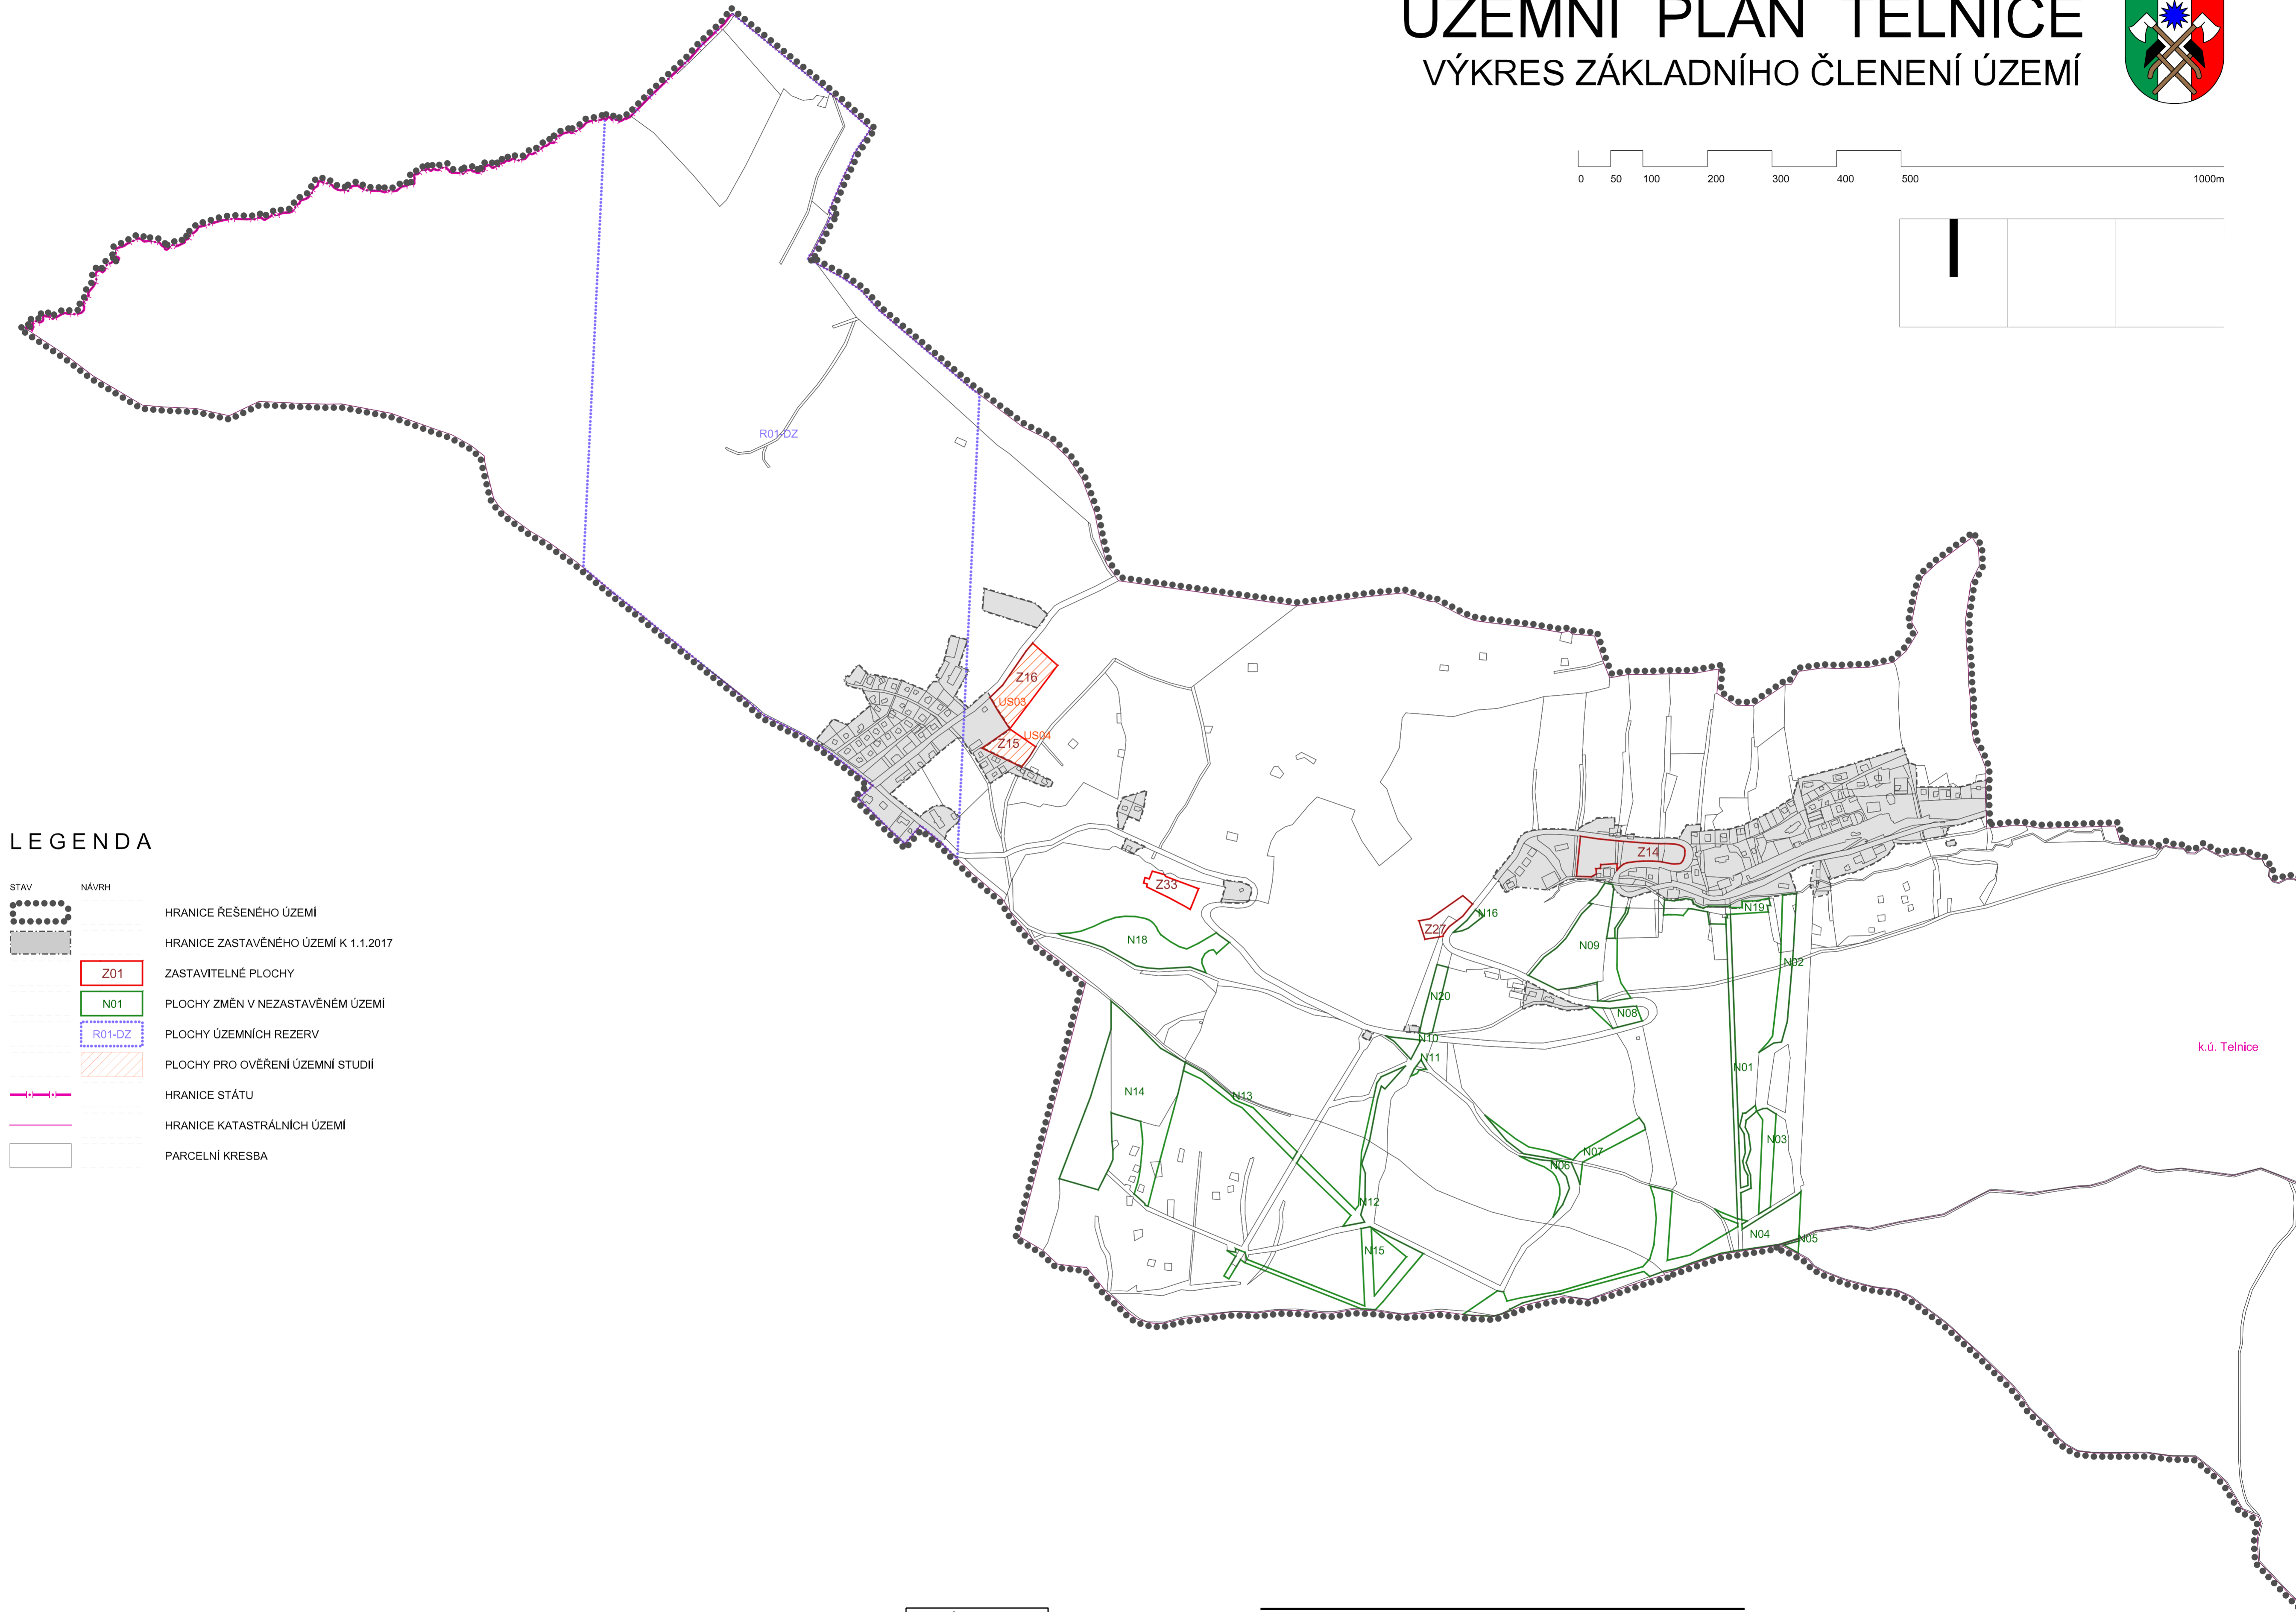 ÚZEMNÍ PLÁN TELNICE
VÝKRES ZÁKLADNÍHO ČLENENÍ ÚZEMÍ
0 50 100 200 300 400 500 1000m
R01-DZ
Z16
US03
US04
Z15
Z14
Z33
Z27
N16
N19
N18
N09
N02
N20
N08
N10
N11
k.ú. Telnice
N01
N14
N13
N03
N07
N06
N12
N04
N05
N15
LEGENDA
STAV NÁVRH
HRANICE ŘEŠENÉHO ÚZEMÍ
HRANICE ZASTAVĚNÉHO ÚZEMÍ K 1.1.2017
Z01 ZASTAVITELNÉ PLOCHY
N01 PLOCHY ZMĚN V NEZASTAVĚNÉM ÚZEMÍ
R01-DZ PLOCHY ÚZEMNÍCH REZERV
PLOCHY PRO OVĚŘENÍ ÚZEMNÍ STUDIÍ
HRANICE STÁTU
HRANICE KATASTRÁLNÍCH ÚZEMÍ
PARCELNÍ KRESBA